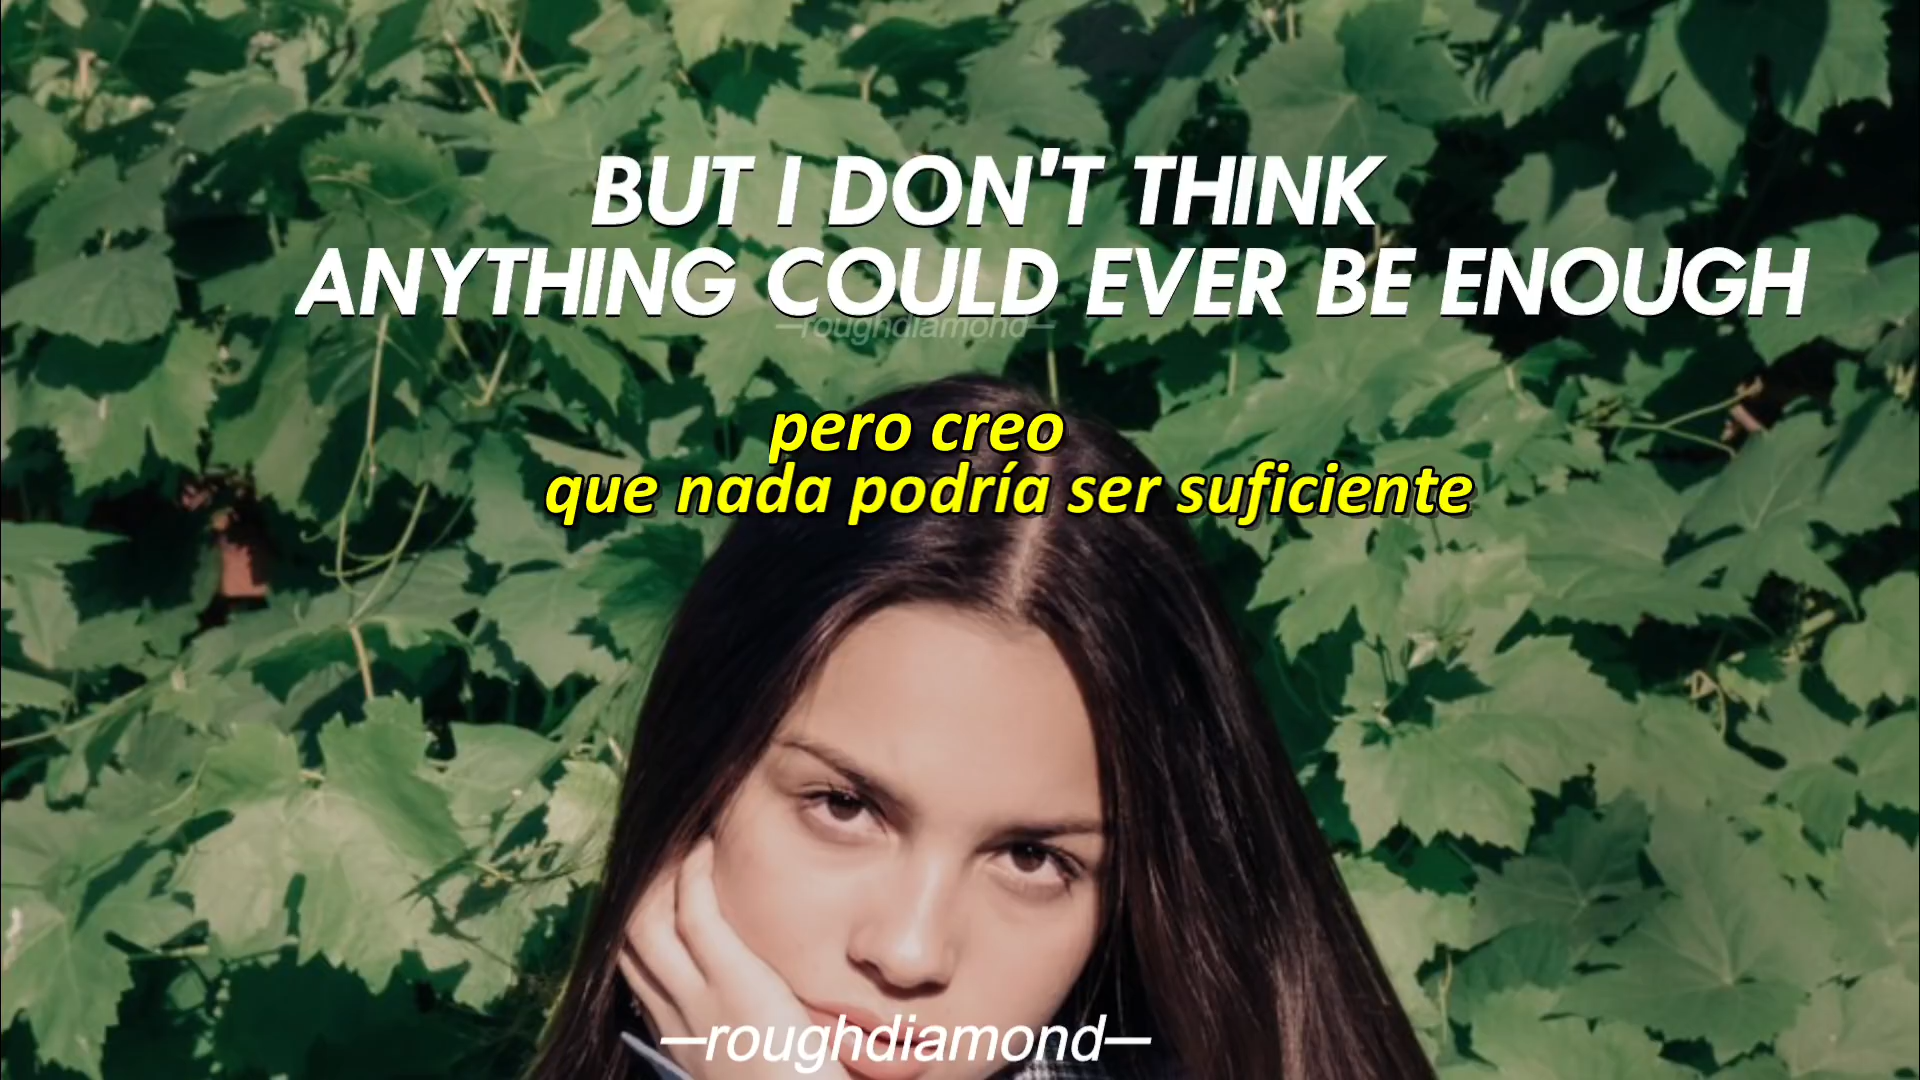 BUT I DON'T THINK
ANYTHING COULD EVER BE ENOUGH
—roughdiamond—
pero creo
que nada podría ser suficiente
—roughdiamond—